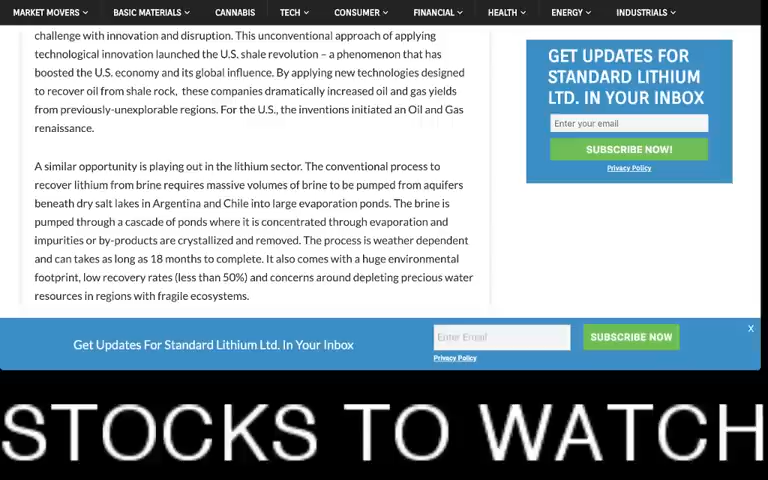 MARKET MOVERS BASIC MATERIALS CANNABIS TECH CONSUMER FINANCIAL HEALTH ENERGY INDUSTRIALS
challenge with innovation and disruption. This unconventional approach of applying
technological innovation launched the U.S. shale revolution – a phenomenon that has
boosted the U.S. economy and its global influence. By applying new technologies designed
to recover oil from shale rock, these companies dramatically increased oil and gas yields
from previously-unexplorable regions. For the U.S., the inventions initiated an Oil and Gas
renaissance.
A similar opportunity is playing out in the lithium sector. The conventional process to
recover lithium from brine requires massive volumes of brine to be pumped from aquifers
beneath dry salt lakes in Argentina and Chile into large evaporation ponds. The brine is
pumped through a cascade of ponds where it is concentrated through evaporation and
impurities or by-products are crystallized and removed. The process is weather dependent
and can takes as long as 18 months to complete. It also comes with a huge environmental
footprint, low recovery rates (less than 50%) and concerns around depleting precious water
resources in regions with fragile ecosystems.
GET UPDATES FOR
STANDARD LITHIUM
LTD. IN YOUR INBOX
Enter your email
SUBSCRIBE NOW!
Privacy Policy
Get Updates For Standard Lithium Ltd. In Your Inbox
Enter Email
SUBSCRIBE NOW
X
Privacy Policy
STOCKS TO WATCH